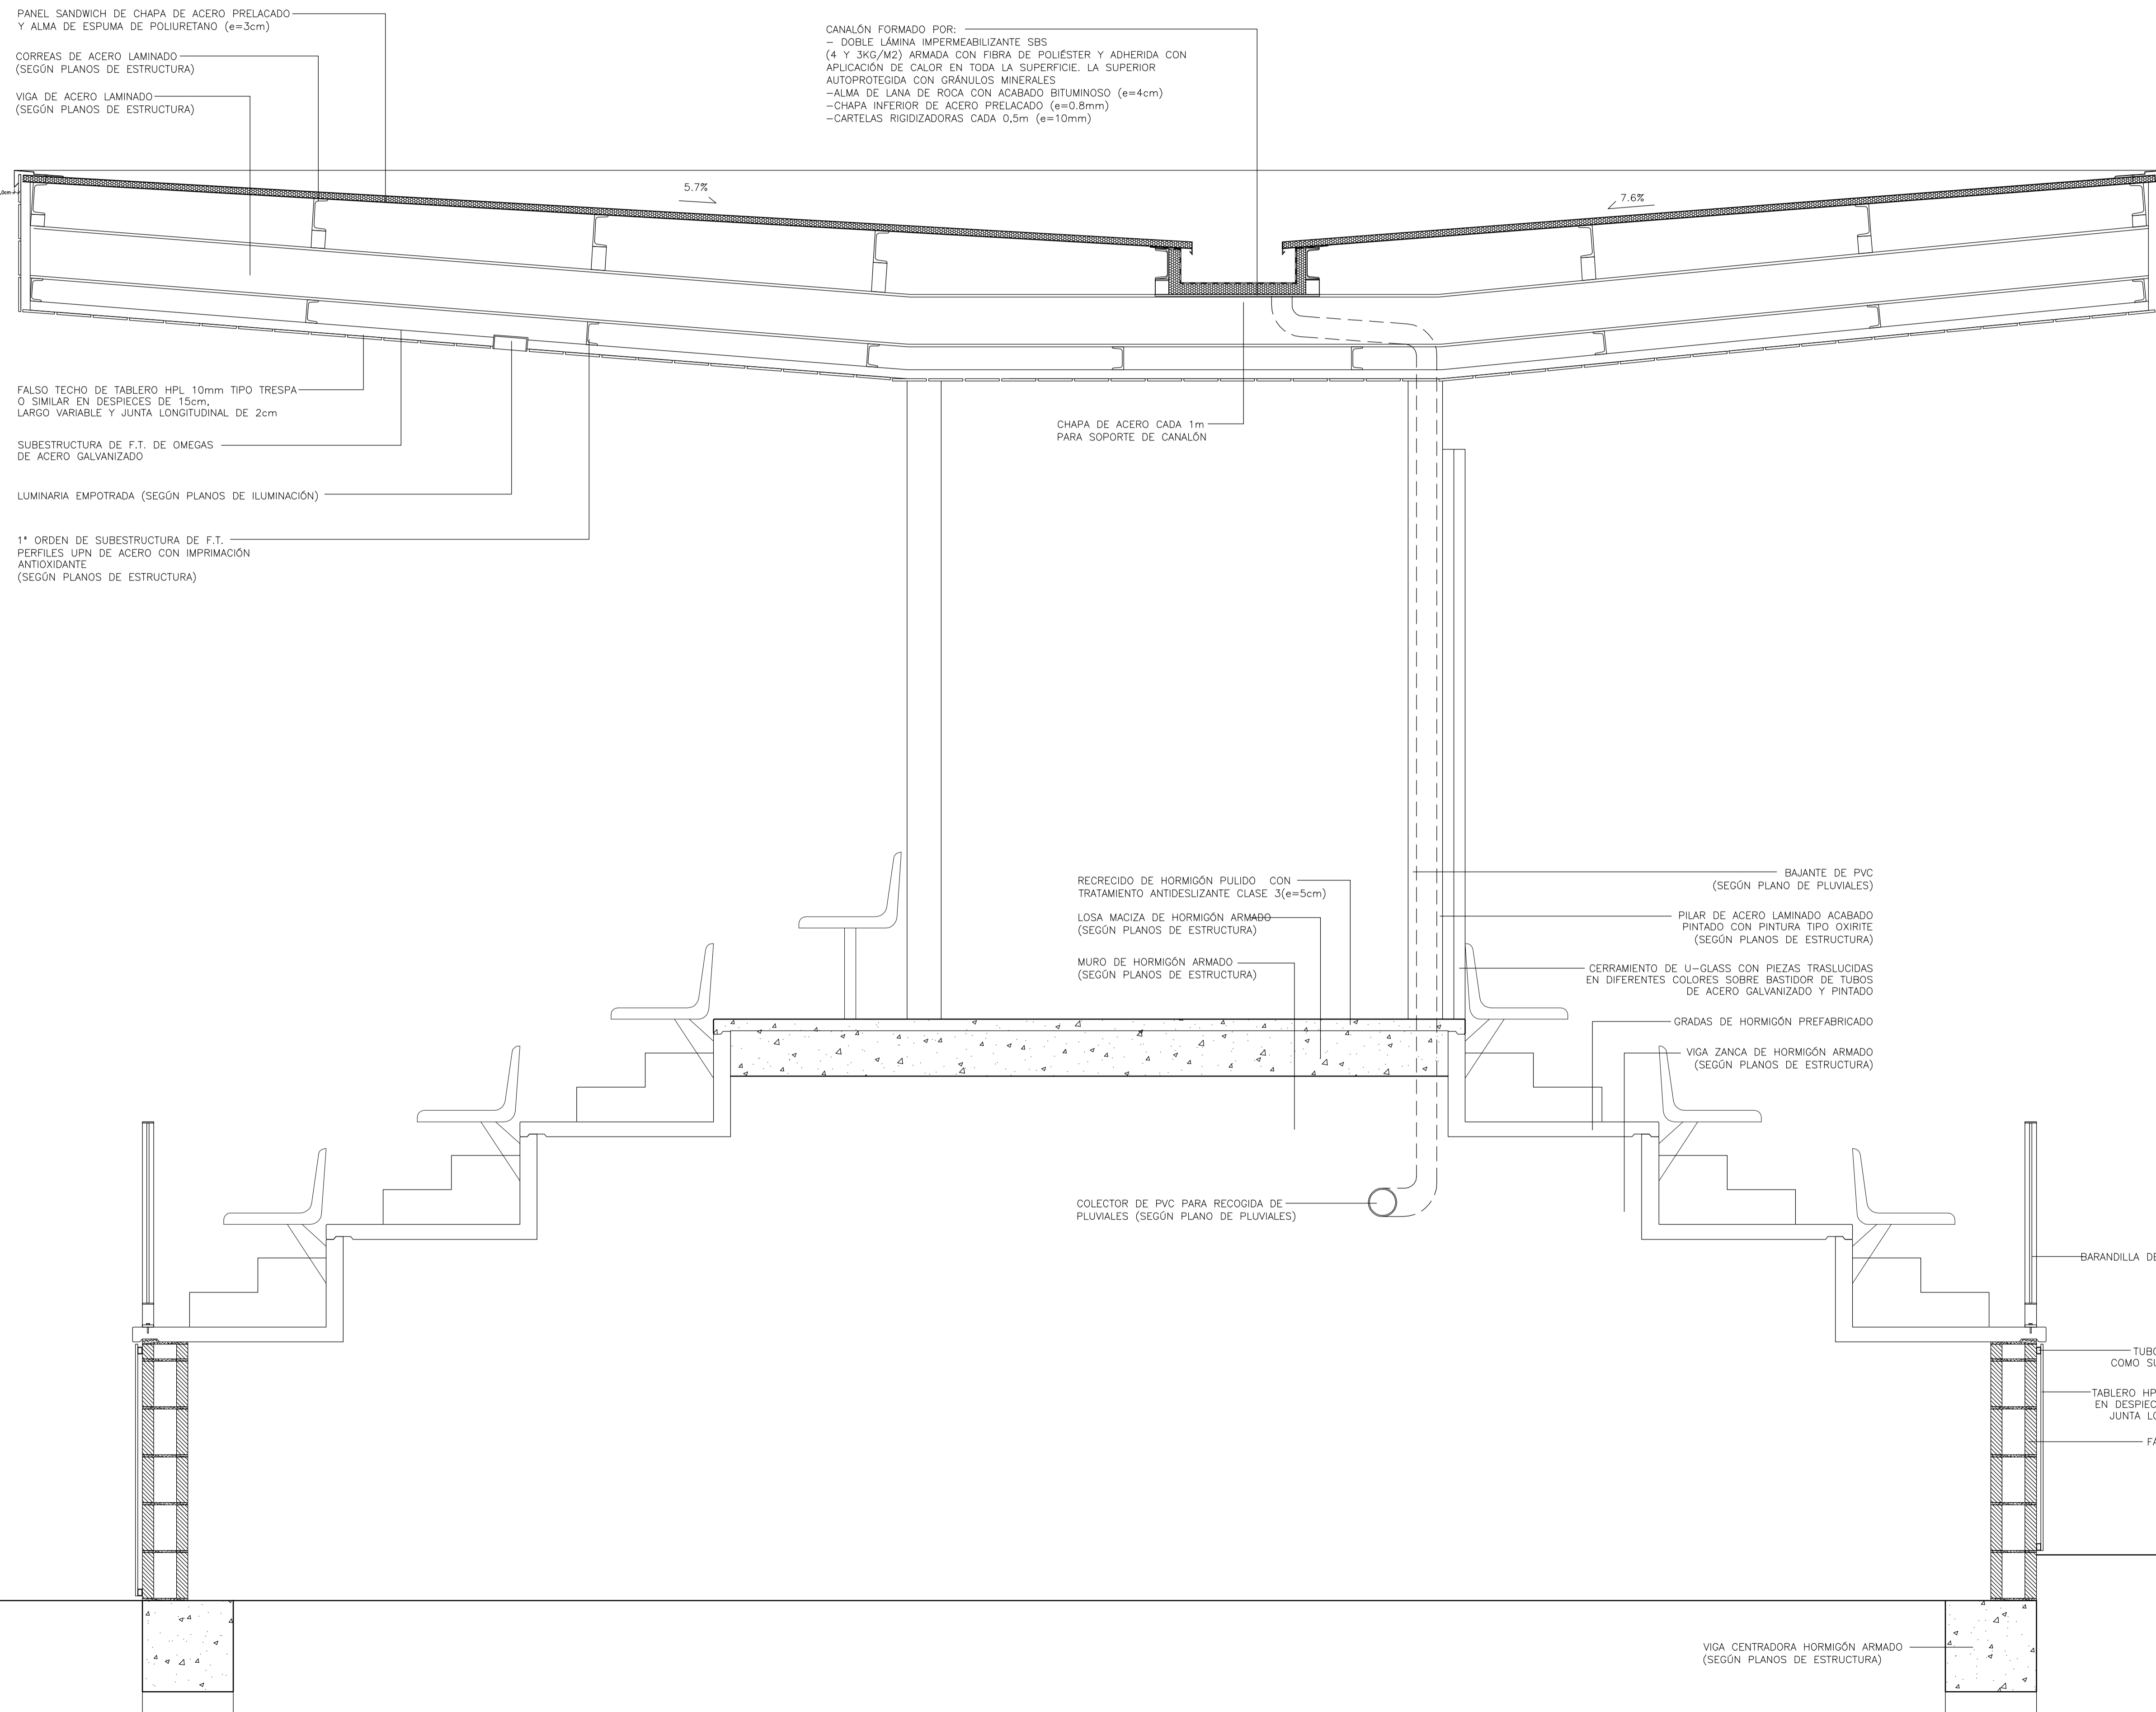 PANEL SANDWICH DE CHAPA DE ACERO PRELACADO
Y ALMA DE ESPUMA DE POLIURETANO (e=3cm)
CORREAS DE ACERO LAMINADO
(SEGÚN PLANOS DE ESTRUCTURA)
VIGA DE ACERO LAMINADO
(SEGÚN PLANOS DE ESTRUCTURA)
CANALÓN FORMADO POR:
- DOBLE LÁMINA IMPERMEABILIZANTE SBS
(4 Y 3KG/M2) ARMADA CON FIBRA DE POLIÉSTER Y ADHERIDA CON
APLICACIÓN DE CALOR EN TODA LA SUPERFICIE. LA SUPERIOR
AUTOPROTEGIDA CON GRÁNULOS MINERALES
-ALMA DE LANA DE ROCA CON ACABADO BITUMINOSO (e=4cm)
-CHAPA INFERIOR DE ACERO PRELACADO (e=0.8mm)
-CARTELAS RIGIDIZADORAS CADA 0,5m (e=10mm)
5.7%
7.6%
FALSO TECHO DE TABLERO HPL 10mm TIPO TRESPA
O SIMILAR EN DESPIECES DE 15cm,
LARGO VARIABLE Y JUNTA LONGITUDINAL DE 2cm
SUBESTRUCTURA DE F.T. DE OMEGAS
DE ACERO GALVANIZADO
LUMINARIA EMPOTRADA (SEGÚN PLANOS DE ILUMINACIÓN)
1ª ORDEN DE SUBESTRUCTURA DE F.T.
PERFILES UPN DE ACERO CON IMPRIMACIÓN
ANTIOXIDANTE
(SEGÚN PLANOS DE ESTRUCTURA)
CHAPA DE ACERO CADA 1m
PARA SOPORTE DE CANALÓN
RECRECIDO DE HORMIGÓN PULIDO CON
TRATAMIENTO ANTIDESLIZANTE CLASE 3(e=5cm)
LOSA MACIZA DE HORMIGÓN ARMADO
(SEGÚN PLANOS DE ESTRUCTURA)
MURO DE HORMIGÓN ARMADO
(SEGÚN PLANOS DE ESTRUCTURA)
COLECTOR DE PVC PARA RECOGIDA DE
PLUVIALES (SEGÚN PLANO DE PLUVIALES)
BAJANTE DE PVC
(SEGÚN PLANO DE PLUVIALES)
PILAR DE ACERO LAMINADO ACABADO
PINTADO CON PINTURA TIPO OXIRITE
(SEGÚN PLANOS DE ESTRUCTURA)
CERRAMIENTO DE U-GLASS CON PIEZAS TRASLUCIDAS
EN DIFERENTES COLORES SOBRE BASTIDOR DE TUBOS
DE ACERO GALVANIZADO Y PINTADO
GRADAS DE HORMIGÓN PREFABRICADO
VIGA ZANCA DE HORMIGÓN ARMADO
(SEGÚN PLANOS DE ESTRUCTURA)
BARANDILLA DE
TUBO
COMO SU
TABLERO HP
EN DESPIEC
JUNTA LO
FA
VIGA CENTRADORA HORMIGÓN ARMADO
(SEGÚN PLANOS DE ESTRUCTURA)